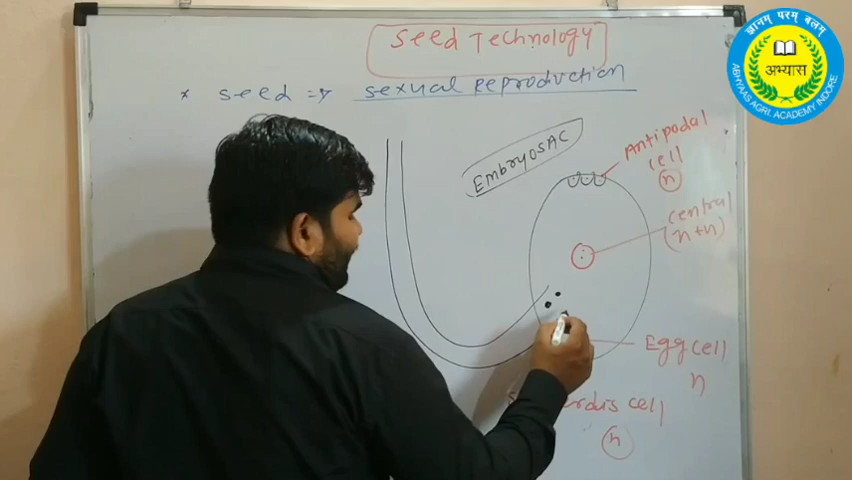 Seed Technology
* seed => sexual Reproduction
EmbryoSAC
Antipodal
cell
n
central
(n+n)
Egg cell
n
cell
n
ज्ञानम् परमं बलम्
अभ्यास
ABHYAAS AGRI. ACADEMY INDORE